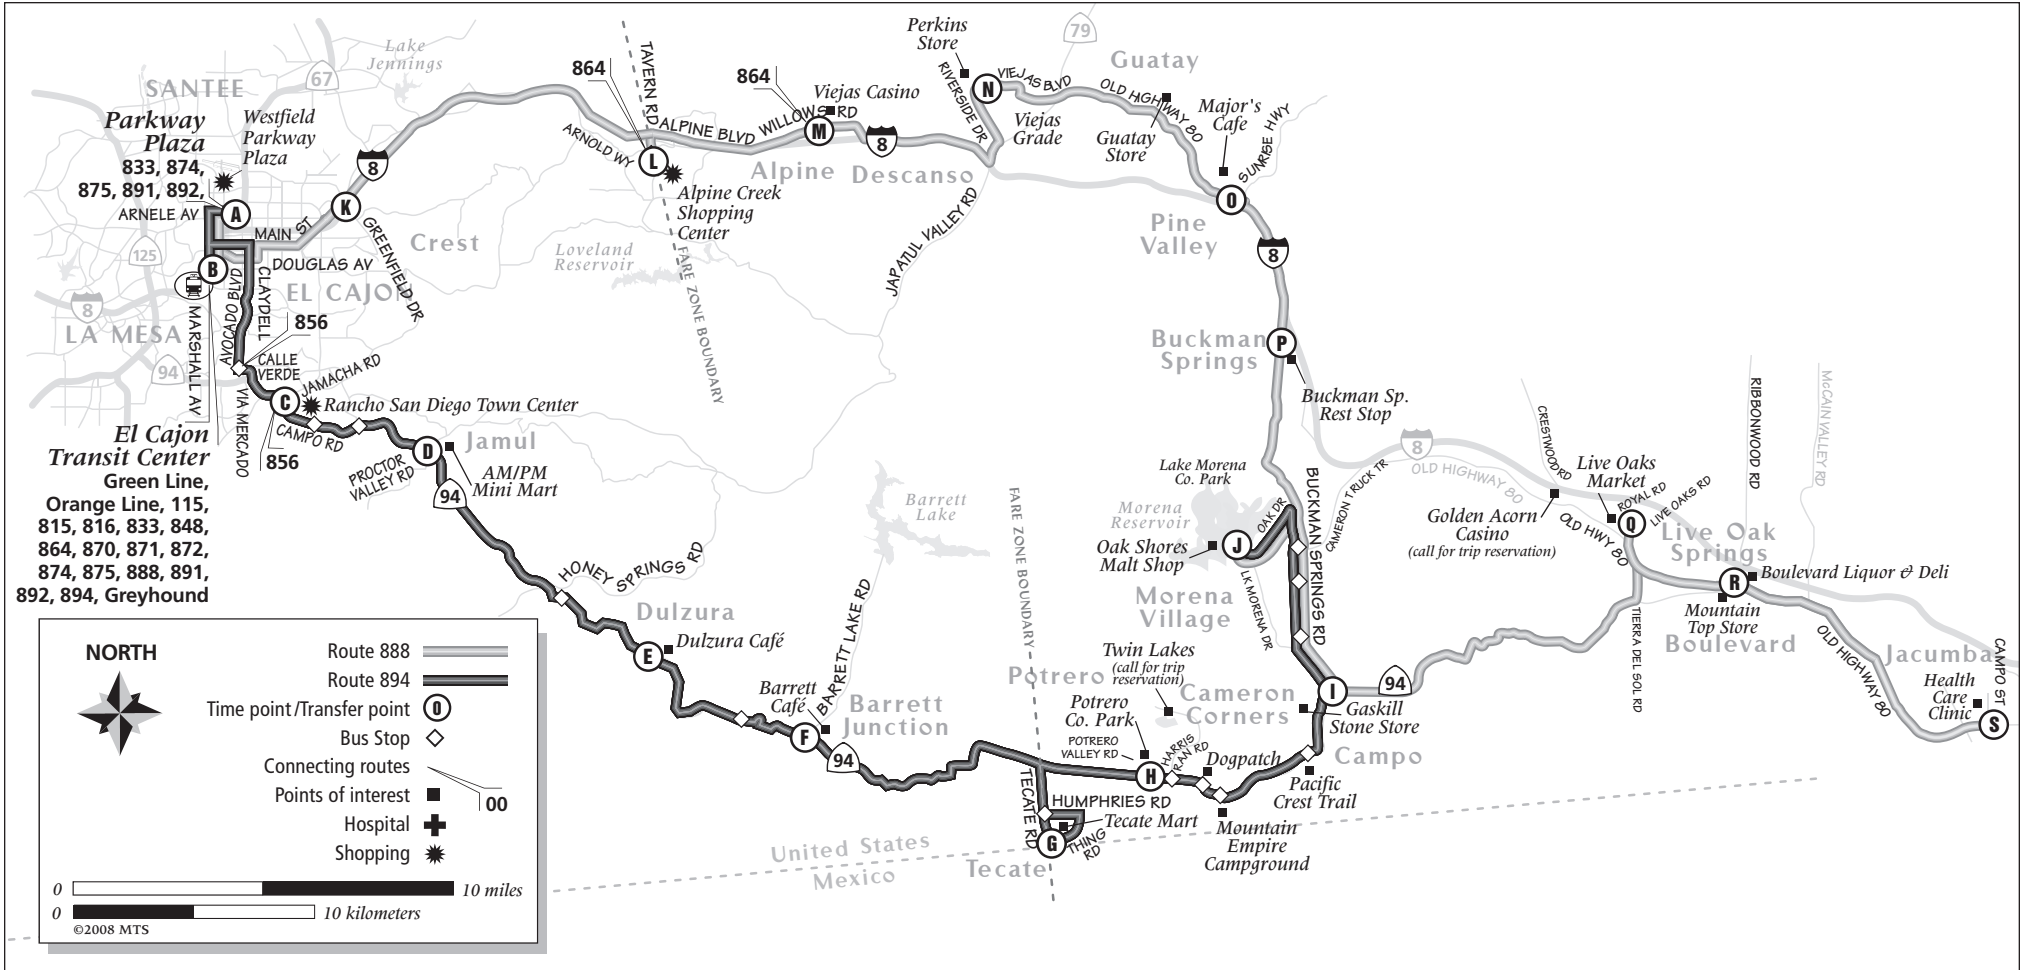 Lake
Jennings
SANTEE
67
Parkway
Plaza
833, 874,
875, 891, 892,
Westfield
Parkway
Plaza
ARNELE AV
A
MAIN ST
K
8
GREENFIELD DR
Crest
125
B
DOUGLAS AV
EL CAJON
AVOCADO BLVD
CLAYDELL
MARSHALL AV
8
LA MESA
94
856
CALLE
VERDE
VIA MERCADO
C
JAMACHA RD
Rancho San Diego Town Center
CAMPO RD
856
El Cajon
Transit Center
Green Line,
Orange Line, 115,
815, 816, 833, 848,
864, 870, 871, 872,
874, 875, 888, 891,
892, 894, Greyhound
D
Jamul
AM/PM
Mini Mart
PROCTOR
VALLEY RD
94
864
TAVERN RD
ARNOLD WY
L
ALPINE BLVD
Alpine Creek
Shopping
Center
Loveland
Reservoir
FARE ZONE BOUNDARY
864
Viejas Casino
WILLOWS RD
M
8
Alpine
Descanso
Perkins
Store
RIVERSIDE DR
N
VIEJAS BLVD
79
Guatay
OLD HIGHWAY 80
Viejas
Grade
Guatay
Store
Major's
Cafe
SUNRISE HWY
O
JAPATUL VALLEY RD
Pine
Valley
8
Buckman
Springs
P
Buckman Sp.
Rest Stop
8
OLD HIGHWAY 80
CRESTWOOD RD
RIBBONWOOD RD
McCAIN VALLEY RD
Live Oaks
Market
ROYAL RD
LIVE OAKS RD
Q
Golden Acorn
Casino
(call for trip reservation)
OLD HWY 80
Live Oak
Springs
R
Boulevard Liquor & Deli
Mountain
Top Store
Boulevard
TIERRA DEL SOL RD
OLD HIGHWAY 80
Jacumba
CAMPO ST
Health
Care
Clinic
S
Lake Morena
Co. Park
Morena
Reservoir
OAK DR
J
Oak Shores
Malt Shop
BUCKMAN SPRINGS RD
CAMERON TRUCK TR
Morena
Village
LK MORENA DR
Barrett
Lake
FARE ZONE BOUNDARY
HONEY SPRINGS RD
Dulzura
E
Dulzura Café
BARRETT LAKE RD
Barrett
Café
F
Barrett
Junction
94
Potrero
Twin Lakes
(call for trip
reservation)
Cameron
Corners
I
94
Gaskill
Stone Store
Potrero
Co. Park
POTRERO
VALLEY RD
H
HARRIS
RAN RD
Dogpatch
Campo
Pacific
Crest Trail
TECATE RD
HUMPHRIES RD
Tecate Mart
G
THING
RD
Mountain
Empire
Campground
Tecate
United States
Mexico
NORTH
Route 888
Route 894
Time point/Transfer point
O
Bus Stop
Connecting routes
00
Points of interest
Hospital
Shopping
0
10 miles
0
10 kilometers
©2008 MTS